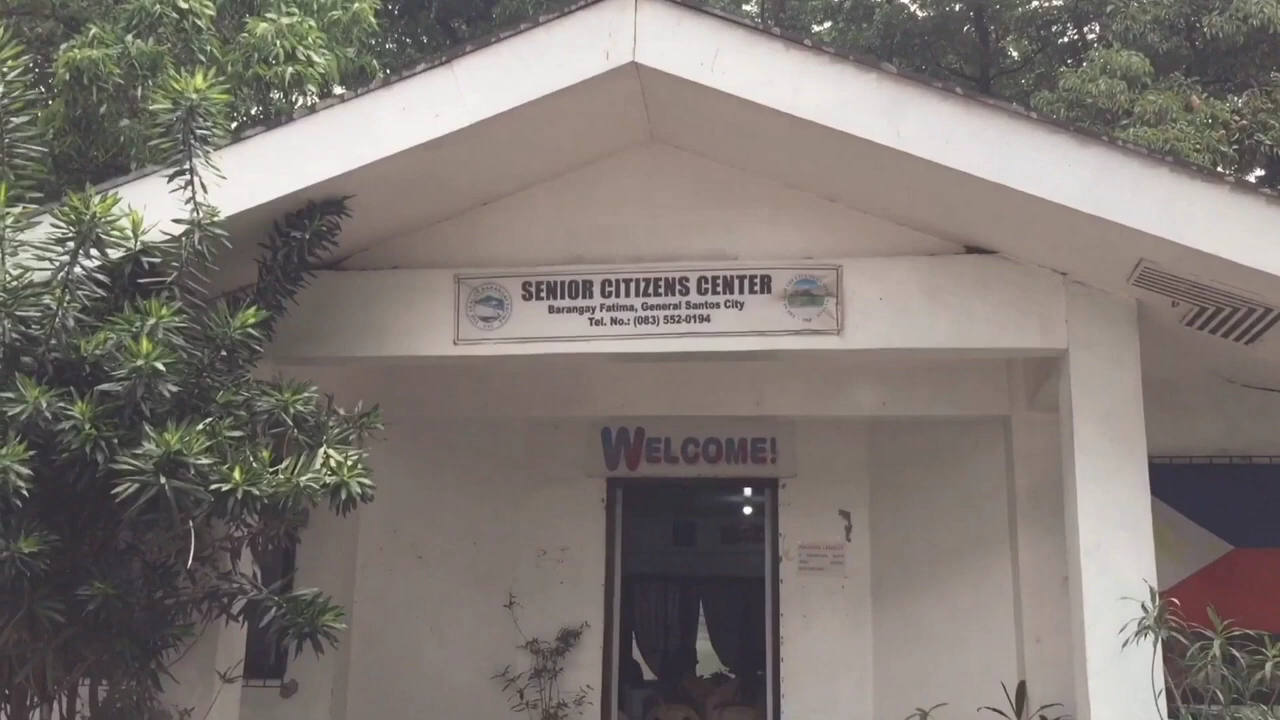 SENIOR CITIZENS CENTER
Barangay Fatima, General Santos City
Tel. No.: (083) 552-0194
WELCOME!